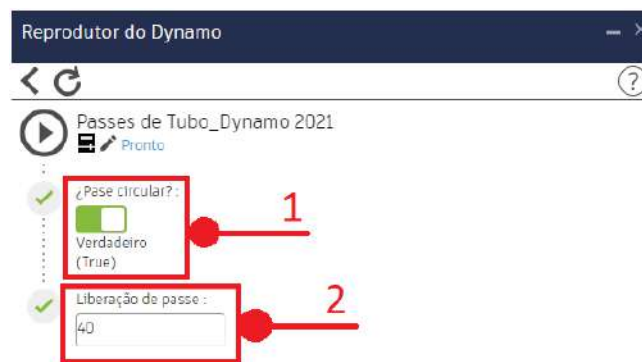 Reprodutor do Dynamo
?
Passes de Tubo_Dynamo 2021
Pronto
¿Pase circular? :
1
Verdadeiro
(True)
Liberação de passe :
2
40